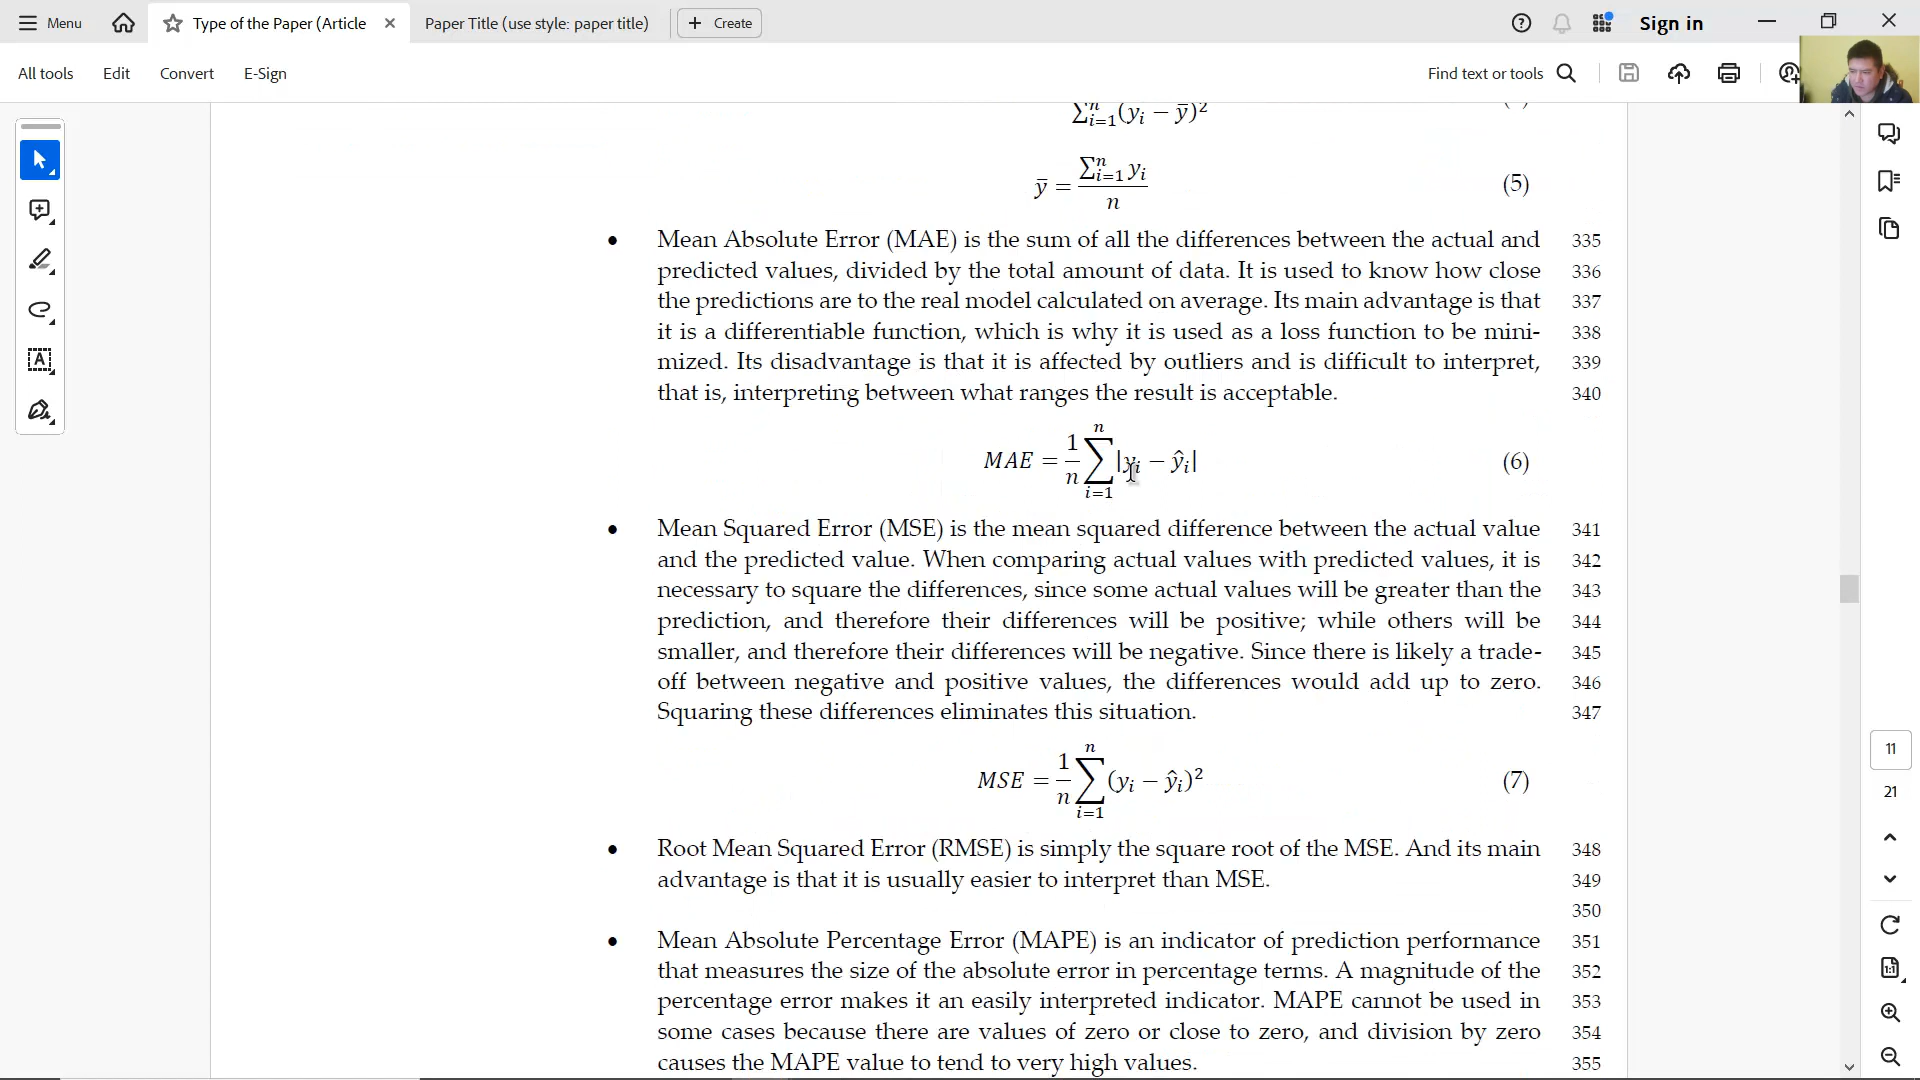 Menu
Type of the Paper (Article
Paper Title (use style: paper title)
Create
Sign in
All tools
Edit
Convert
E-Sign
Find text or tools
∑ⁿᵢ₌₁(yᵢ − ȳ)²
ȳ = ∑ⁿᵢ₌₁ yᵢ / n (5)
• Mean Absolute Error (MAE) is the sum of all the differences between the actual and 335
predicted values, divided by the total amount of data. It is used to know how close 336
the predictions are to the real model calculated on average. Its main advantage is that 337
it is a differentiable function, which is why it is used as a loss function to be mini- 338
mized. Its disadvantage is that it is affected by outliers and is difficult to interpret, 339
that is, interpreting between what ranges the result is acceptable. 340
MAE = 1/n ∑ⁿᵢ₌₁ |yᵢ − ŷᵢ| (6)
• Mean Squared Error (MSE) is the mean squared difference between the actual value 341
and the predicted value. When comparing actual values with predicted values, it is 342
necessary to square the differences, since some actual values will be greater than the 343
prediction, and therefore their differences will be positive; while others will be 344
smaller, and therefore their differences will be negative. Since there is likely a trade- 345
off between negative and positive values, the differences would add up to zero. 346
Squaring these differences eliminates this situation. 347
MSE = 1/n ∑ⁿᵢ₌₁ (yᵢ − ŷᵢ)² (7)
• Root Mean Squared Error (RMSE) is simply the square root of the MSE. And its main 348
advantage is that it is usually easier to interpret than MSE. 349
350
• Mean Absolute Percentage Error (MAPE) is an indicator of prediction performance 351
that measures the size of the absolute error in percentage terms. A magnitude of the 352
percentage error makes it an easily interpreted indicator. MAPE cannot be used in 353
some cases because there are values of zero or close to zero, and division by zero 354
causes the MAPE value to tend to very high values. 355
11
21
1:1